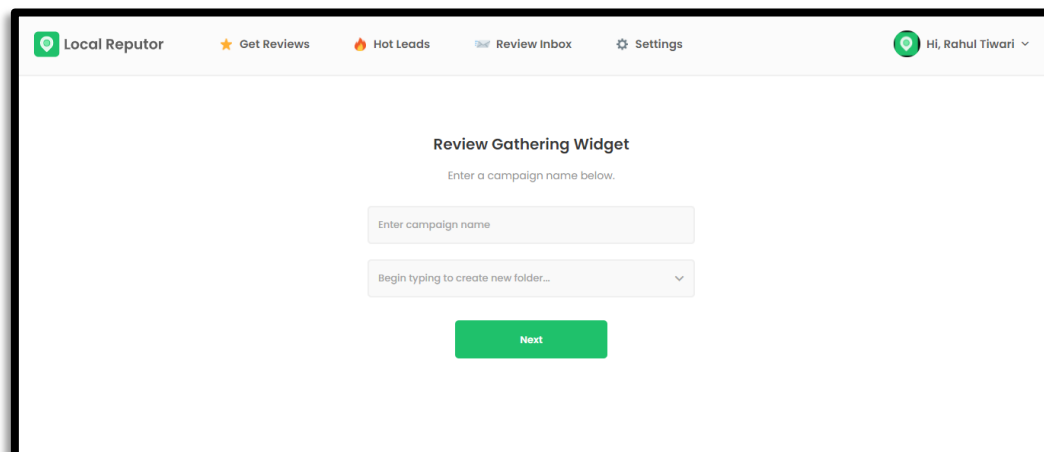 Local Reputor
Get Reviews
Hot Leads
Review Inbox
Settings
Hi, Rahul Tiwari
Review Gathering Widget
Enter a campaign name below.
Enter campaign name
Begin typing to create new folder...
Next